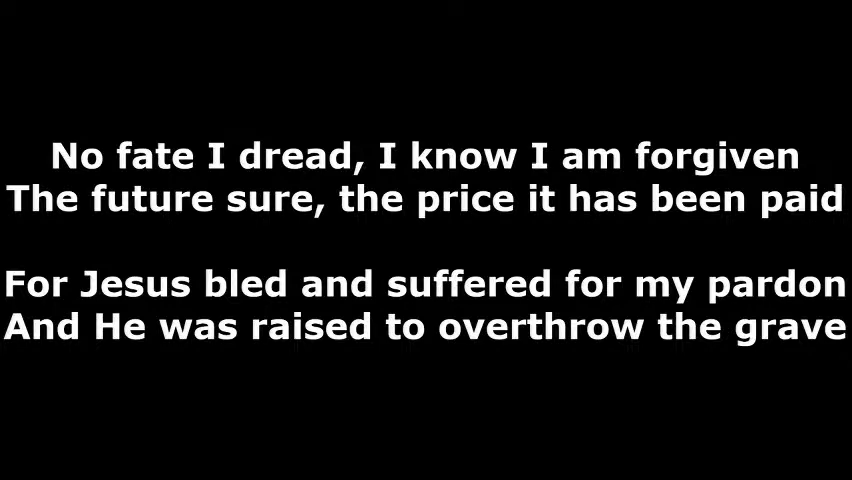 No fate I dread, I know I am forgiven
The future sure, the price it has been paid
For Jesus bled and suffered for my pardon
And He was raised to overthrow the grave